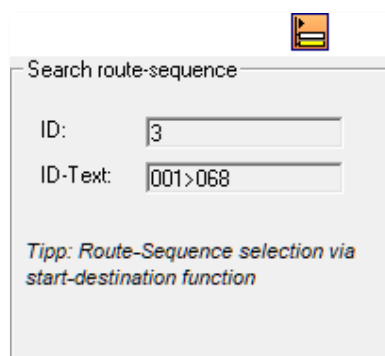 Search route-sequence
ID: 3
ID-Text: 001>068
Tipp: Route-Sequence selection via
start-destination function